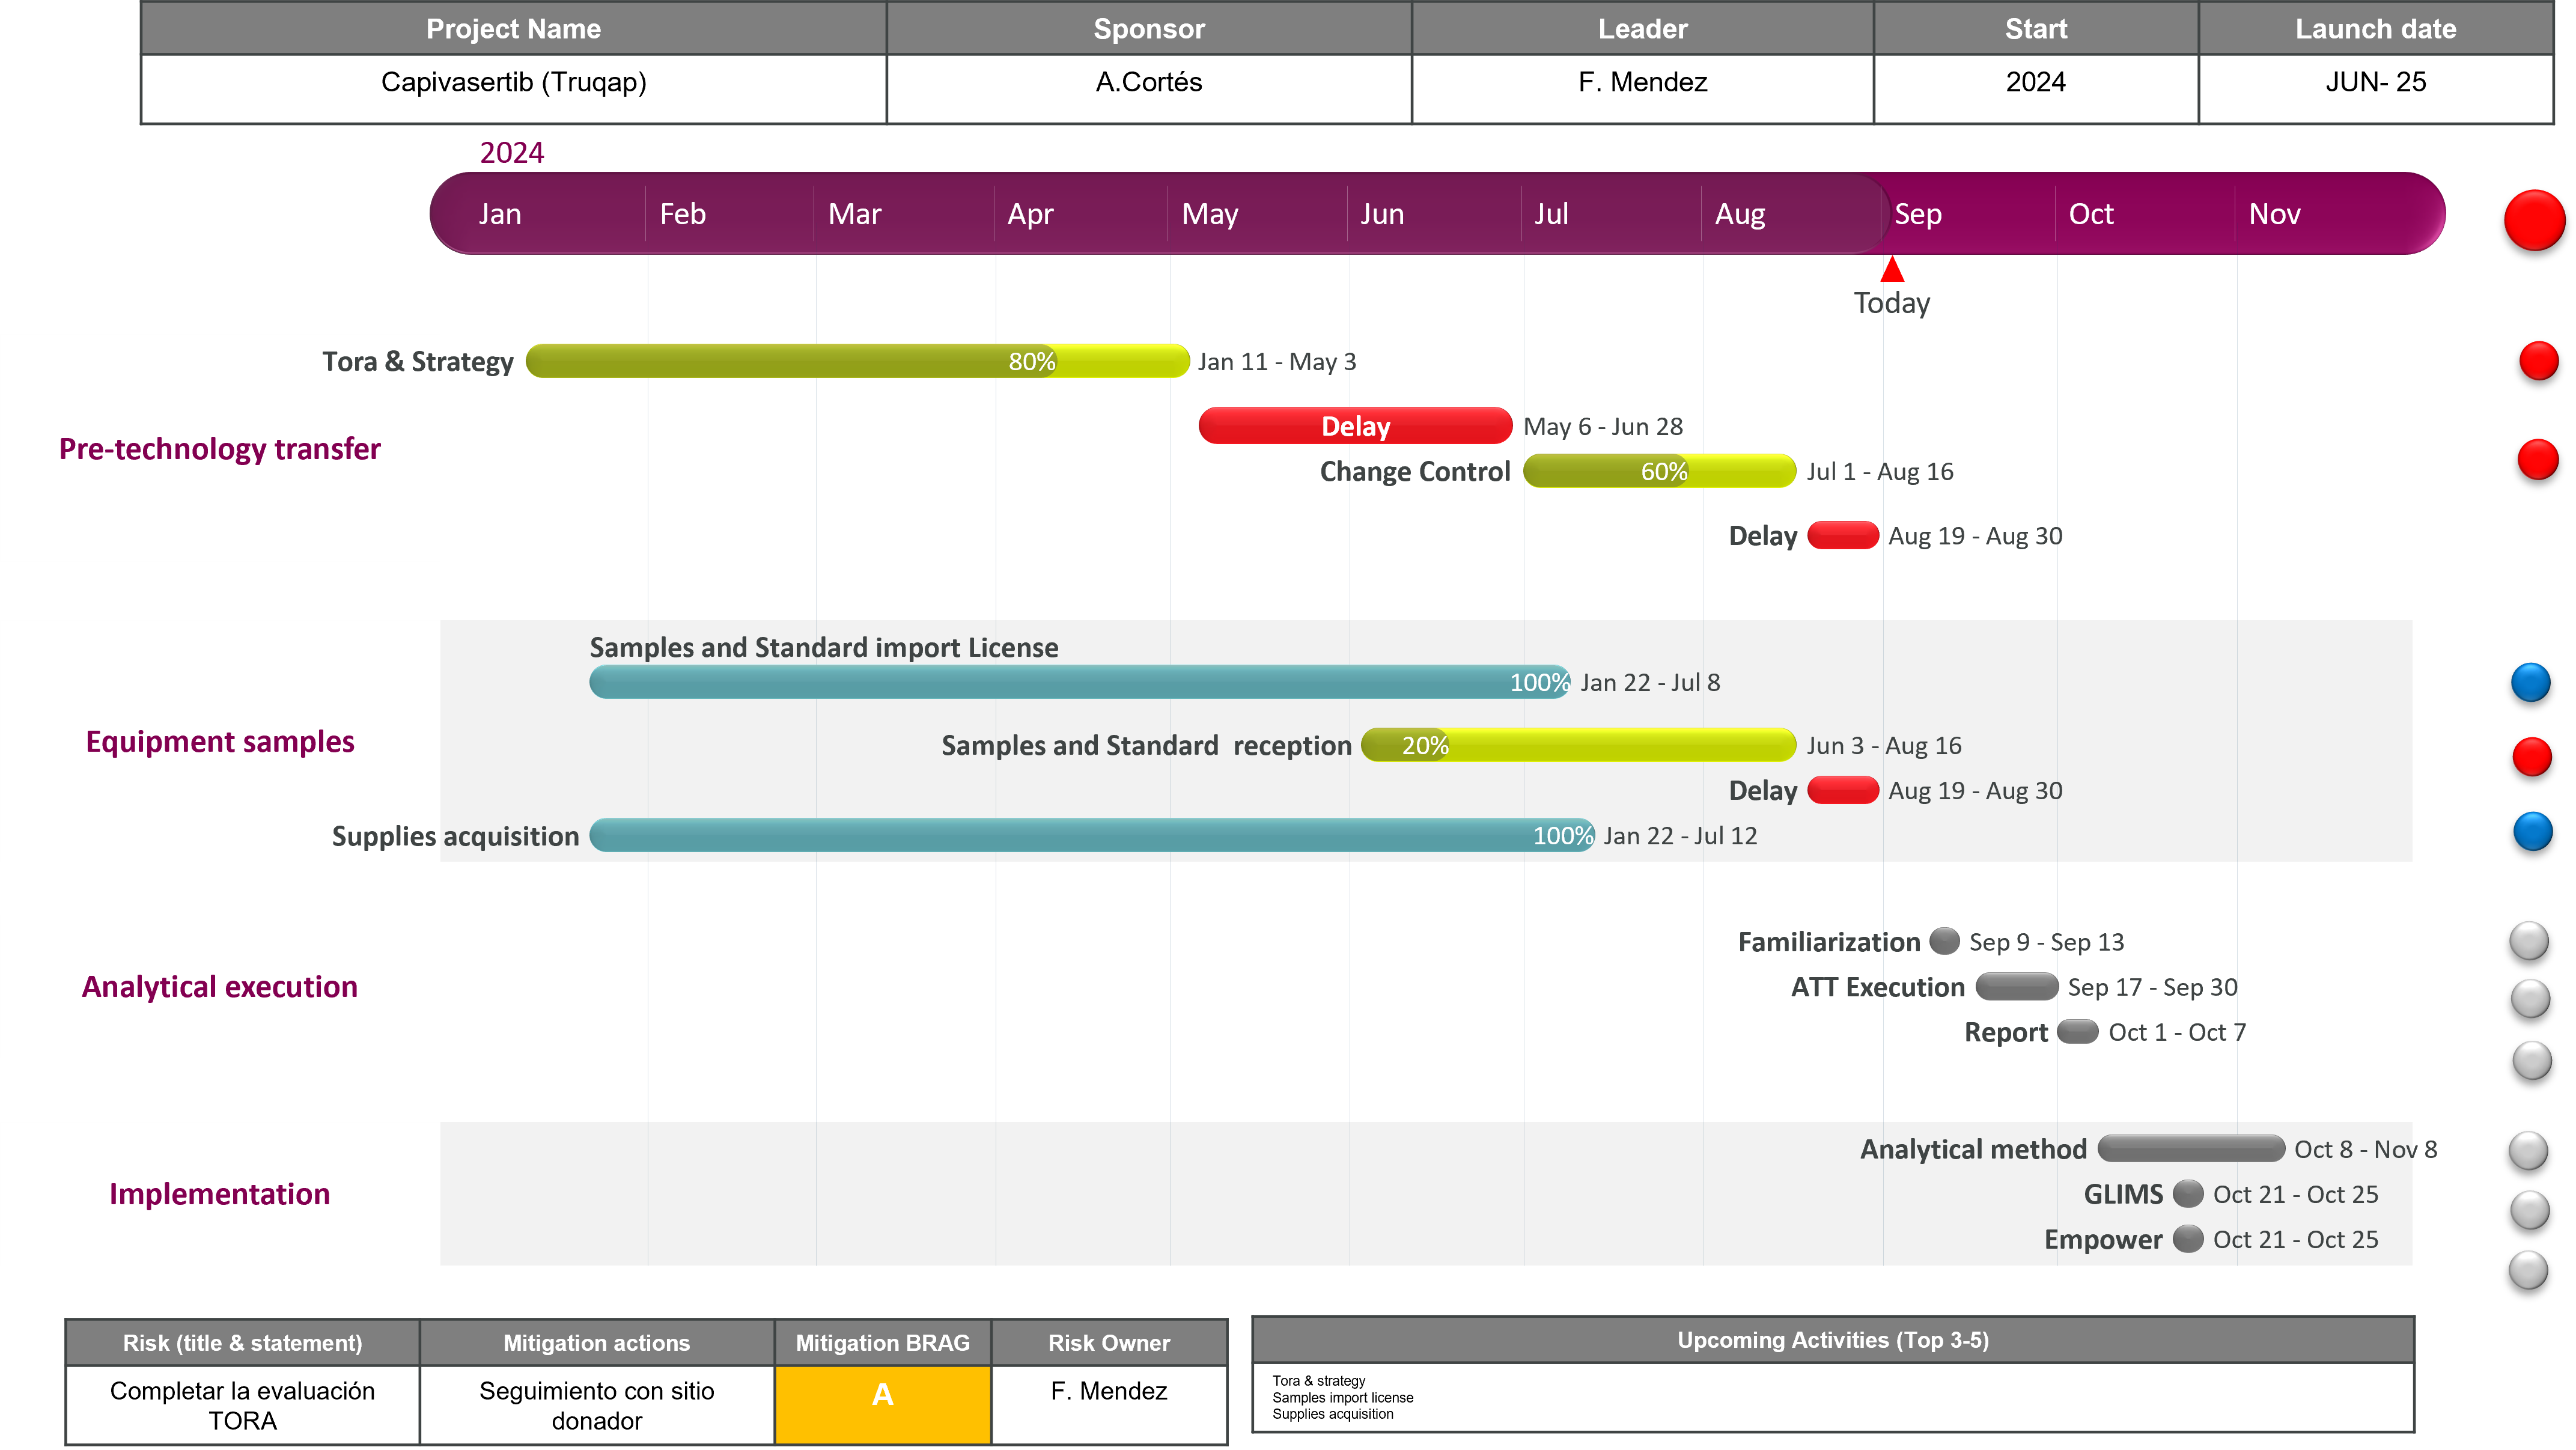 Project Name Sponsor Leader Start Launch date
Capivasertib (Truqap) A.Cortés F. Mendez 2024 JUN- 25
2024
Jan Feb Mar Apr May Jun Jul Aug Sep Oct Nov
Today
Tora & Strategy 80% Jan 11 - May 3
Delay May 6 - Jun 28
Pre-technology transfer
Change Control 60% Jul 1 - Aug 16
Delay Aug 19 - Aug 30
Samples and Standard import License
100% Jan 22 - Jul 8
Equipment samples
Samples and Standard reception 20% Jun 3 - Aug 16
Delay Aug 19 - Aug 30
Supplies acquisition 100% Jan 22 - Jul 12
Familiarization Sep 9 - Sep 13
Analytical execution
ATT Execution Sep 17 - Sep 30
Report Oct 1 - Oct 7
Analytical method Oct 8 - Nov 8
Implementation
GLIMS Oct 21 - Oct 25
Empower Oct 21 - Oct 25
Risk (title & statement) Mitigation actions Mitigation BRAG Risk Owner
Completar la evaluación Seguimiento con sitio A F. Mendez
TORA donador
Upcoming Activities (Top 3-5)
Tora & strategy
Samples import license
Supplies acquisition